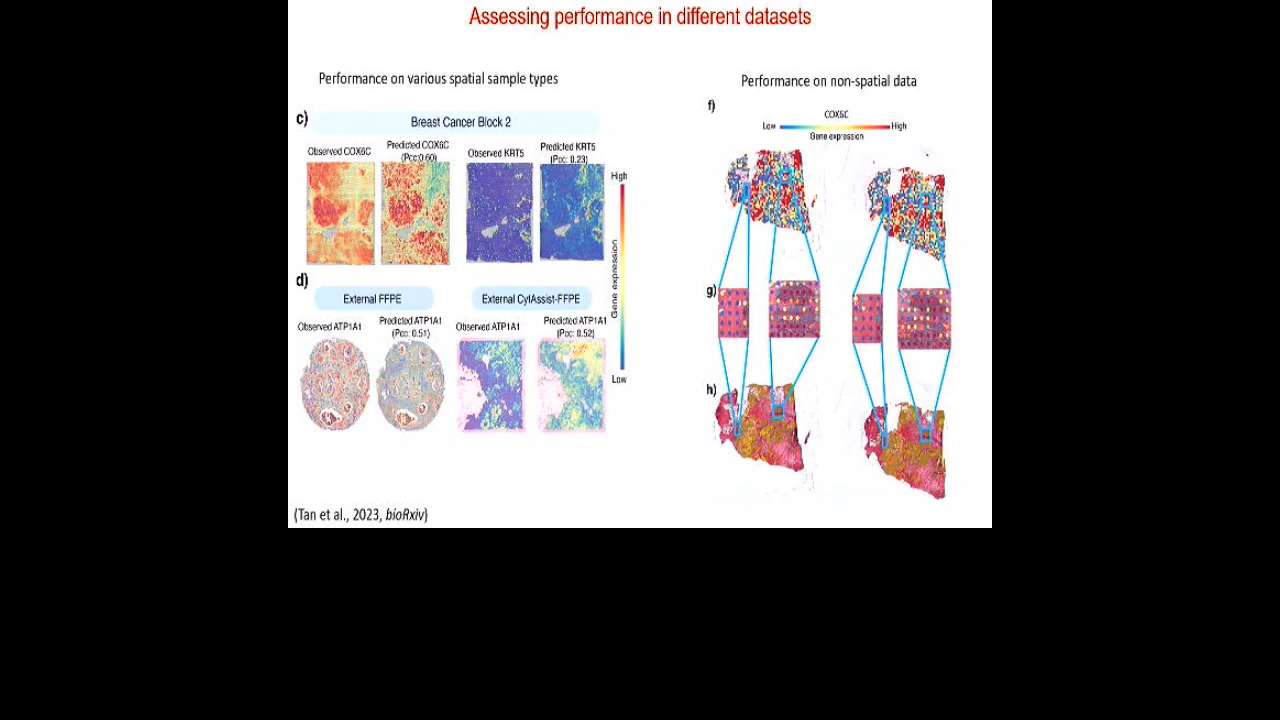 Assessing performance in different datasets
Performance on various spatial sample types
c)
Breast Cancer Block 2
Observed COX6C
Predicted COX6C
(Pcc:0.60)
Observed KRT5
Predicted KRT5
(Pcc: 0.23)
High
Gene expression
Low
d)
External FFPE
External CytAssist-FFPE
Observed ATP1A1
Predicted ATP1A1
(Pcc: 0.51)
Observed ATP1A1
Predicted ATP1A1
(Pcc: 0.52)
Performance on non-spatial data
f)
COX6C
Low
High
Gene expression
g)
h)
(Tan et al., 2023, bioRxiv)